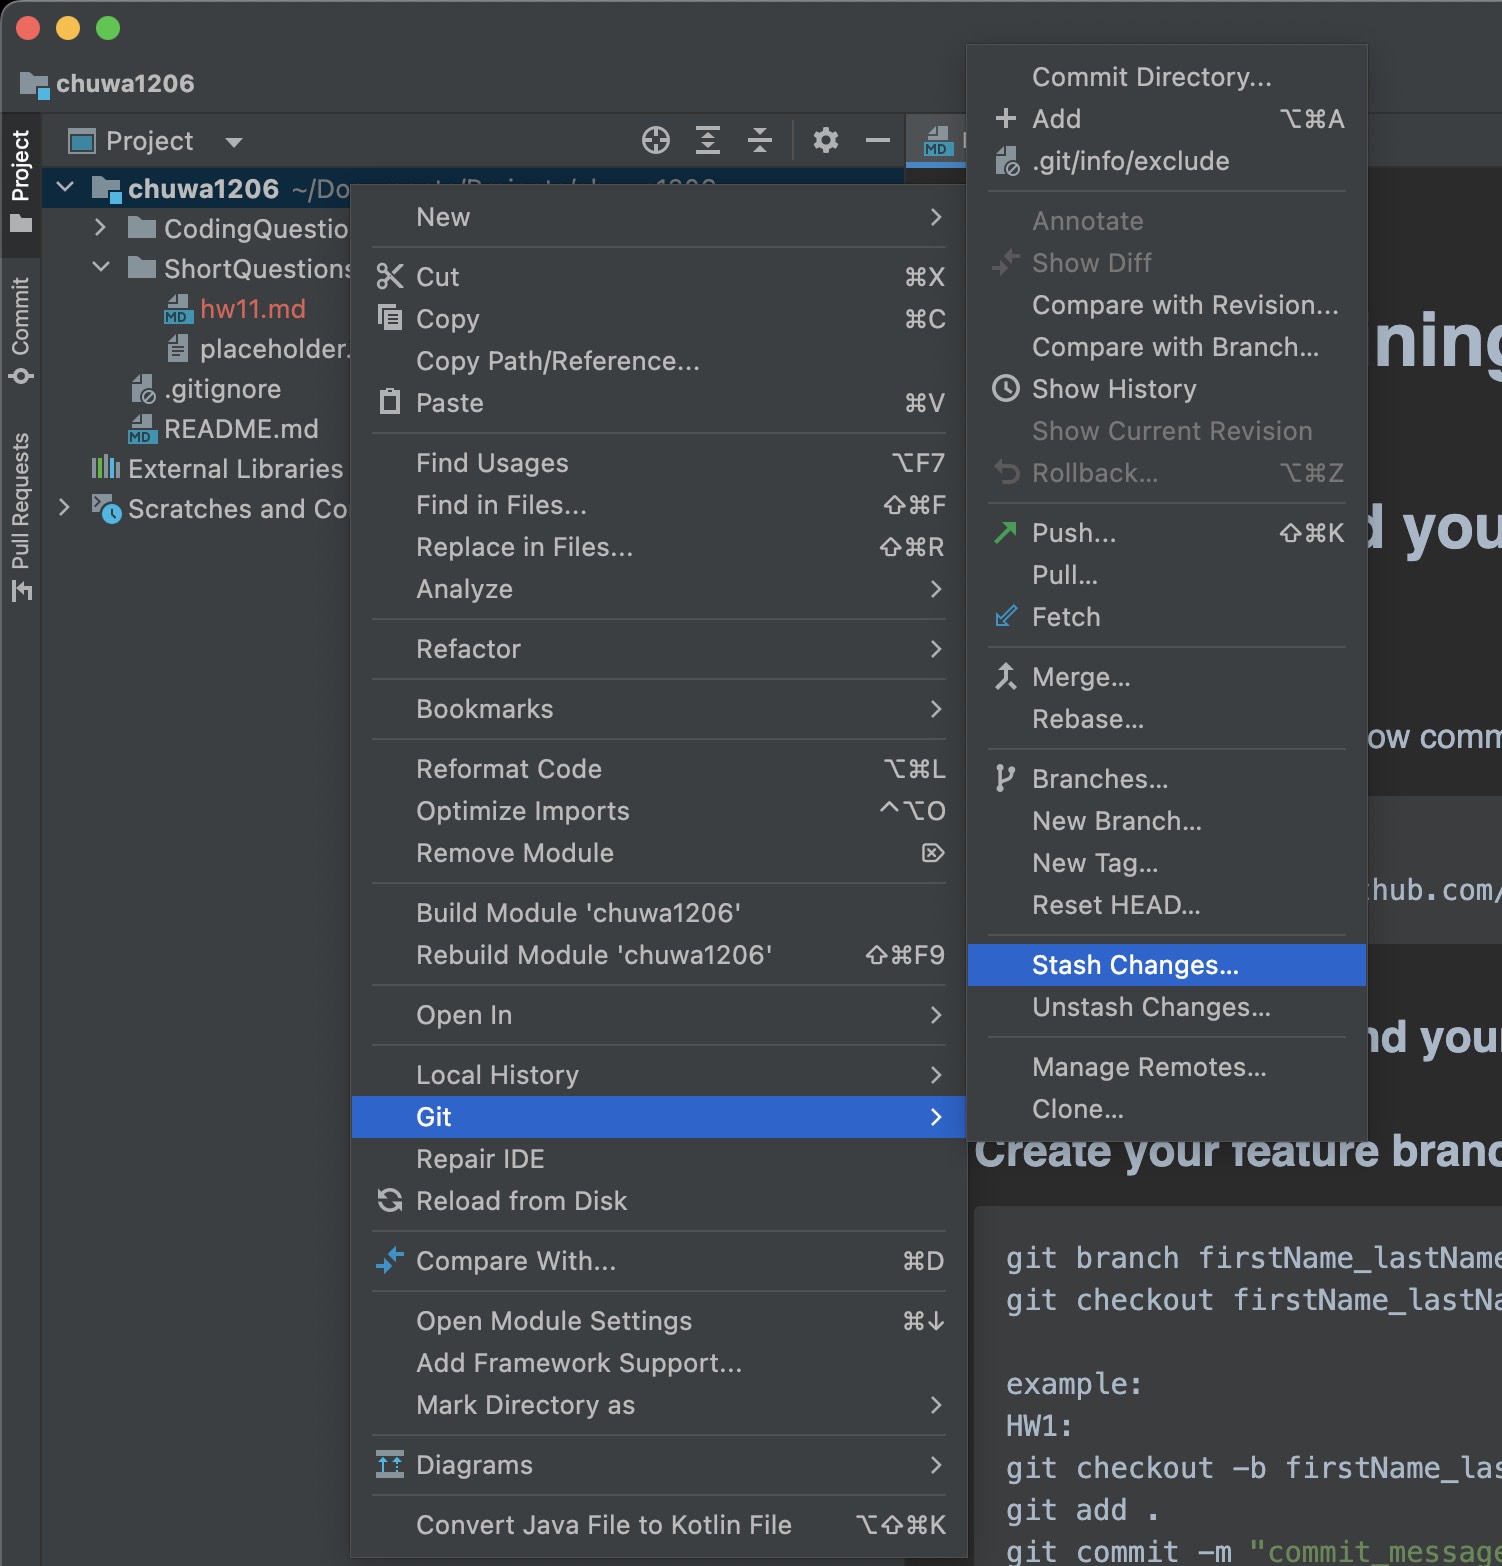 chuwa1206
Project
Project
Commit
Pull Requests
chuwa1206 ~/Do
CodingQuestio
ShortQuestions
hw11.md
placeholder.
.gitignore
MD README.md
External Libraries
Scratches and Co
New
Cut ⌘X
Copy ⌘C
Copy Path/Reference...
Paste ⌘V
Find Usages ⌥F7
Find in Files... ⇧⌘F
Replace in Files... ⇧⌘R
Analyze
Refactor
Bookmarks
Reformat Code ⌥⌘L
Optimize Imports ^⌥O
Remove Module ⌦
Build Module 'chuwa1206'
Rebuild Module 'chuwa1206' ⇧⌘F9
Open In
Local History
Git
Repair IDE
Reload from Disk
Compare With... ⌘D
Open Module Settings ⌘↓
Add Framework Support...
Mark Directory as
Diagrams
Convert Java File to Kotlin File ⌥⇧⌘K
Commit Directory...
Add ⌥⌘A
.git/info/exclude
Annotate
Show Diff
Compare with Revision...
Compare with Branch...
Show History
Show Current Revision
Rollback... ⌥⌘Z
Push... ⇧⌘K
Pull...
Fetch
Merge...
Rebase...
Branches...
New Branch...
New Tag...
Reset HEAD...
Stash Changes...
Unstash Changes...
Manage Remotes...
Clone...
MD
ning
d you
ow comm
hub.com/
nd your
Create your feature branc
git branch firstName_lastName
git checkout firstName_lastNa
example:
HW1:
git checkout -b firstName_las
git add .
git commit -m "commit_message